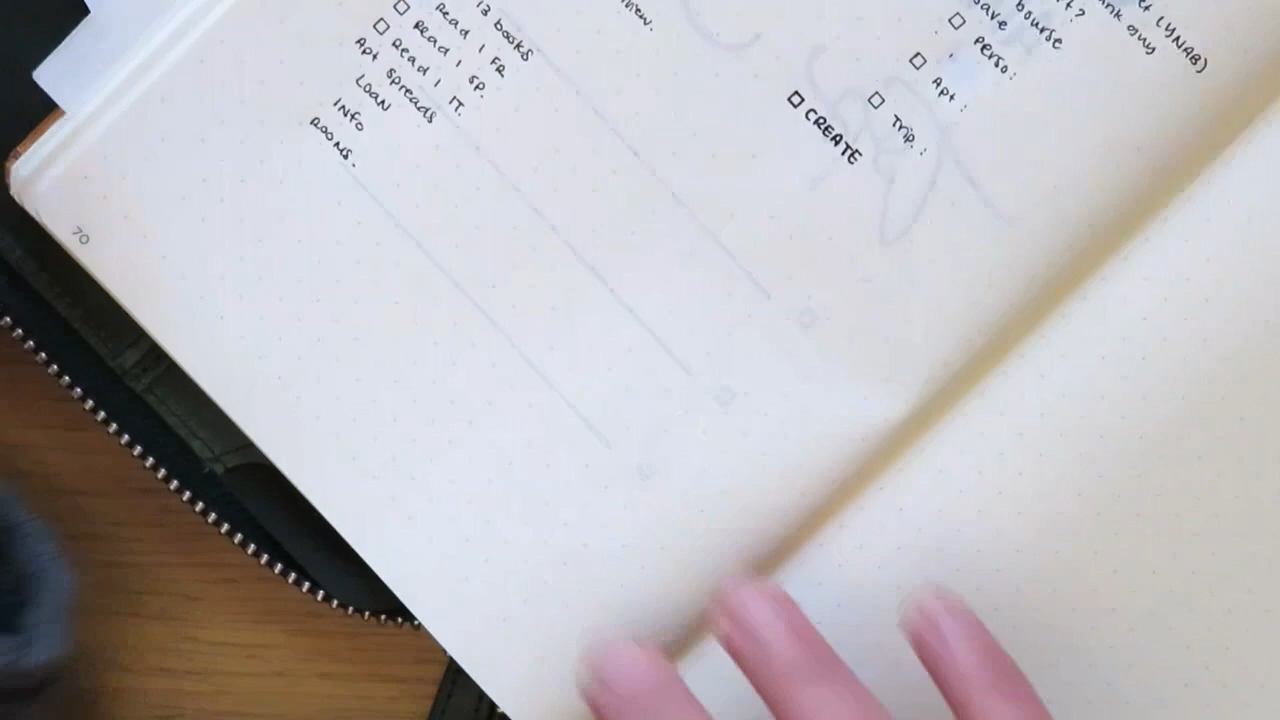 13 books
☐ Read 1 FR
☐ Read 1 SP.
☐ Read 1 IT.
Apt spreads
LOAN
INFO
ROOMS.
(YNAB)
save
bourse
☐ Perso:
☐ Apt :
☐ Trip. :
☐ CREATE
70